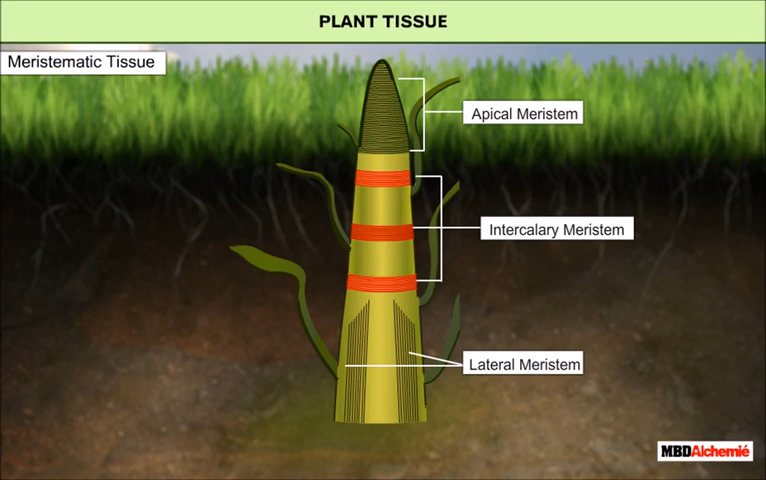 PLANT TISSUE
Meristematic Tissue
Apical Meristem
Intercalary Meristem
Lateral Meristem
MBDAlchemié